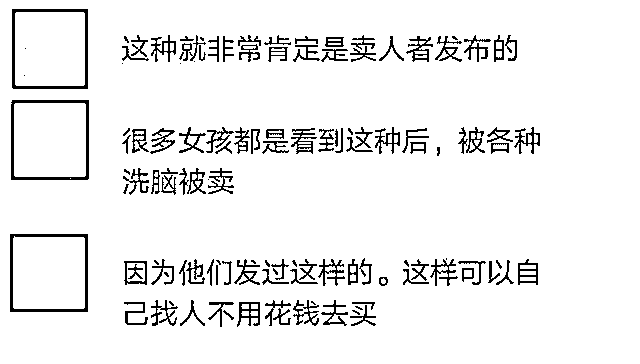 这种就非常肯定是卖人者发布的
很多女孩都是看到这种后，被各种
洗脑被卖
因为他们发过这样的。这样可以自
己找人不用花钱去买